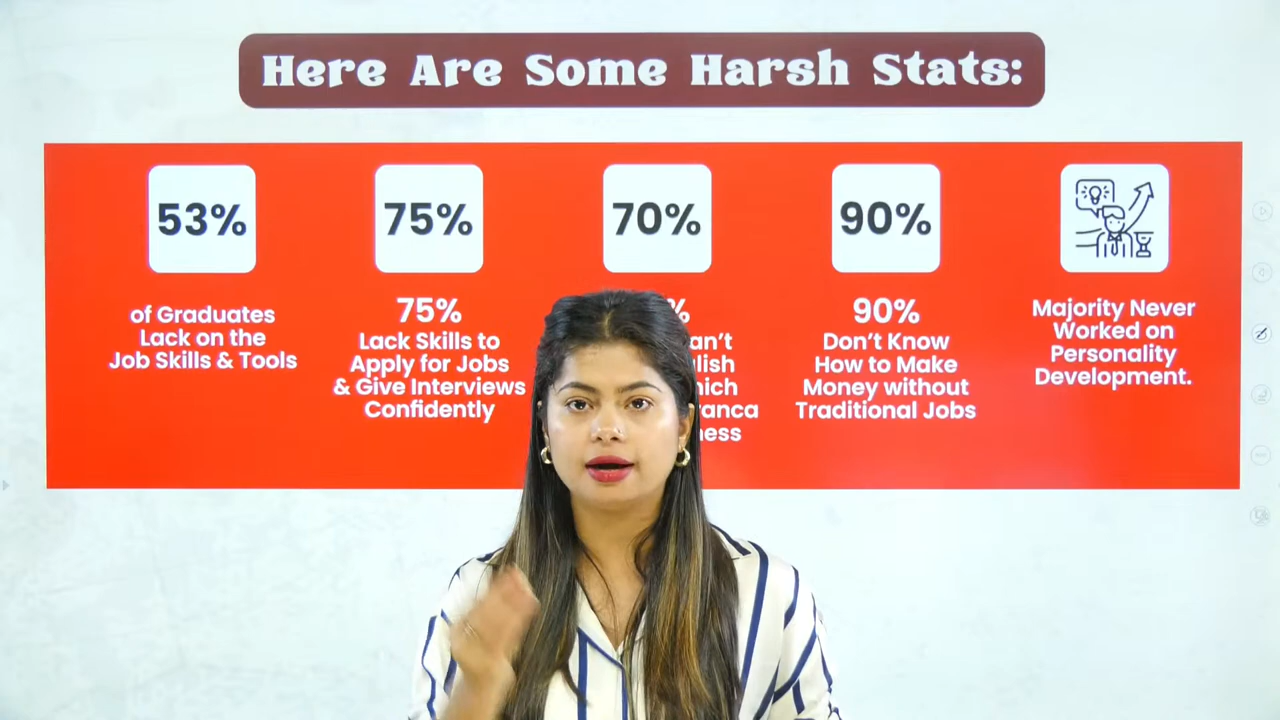 Here Are Some Harsh Stats:
53%
of Graduates
Lack on the
Job Skills & Tools
75%
75%
Lack Skills to
Apply for Jobs
& Give Interviews
Confidently
70%
90%
90%
Don't Know
How to Make
Money without
Traditional Jobs
Majority Never
Worked on
Personality
Development.